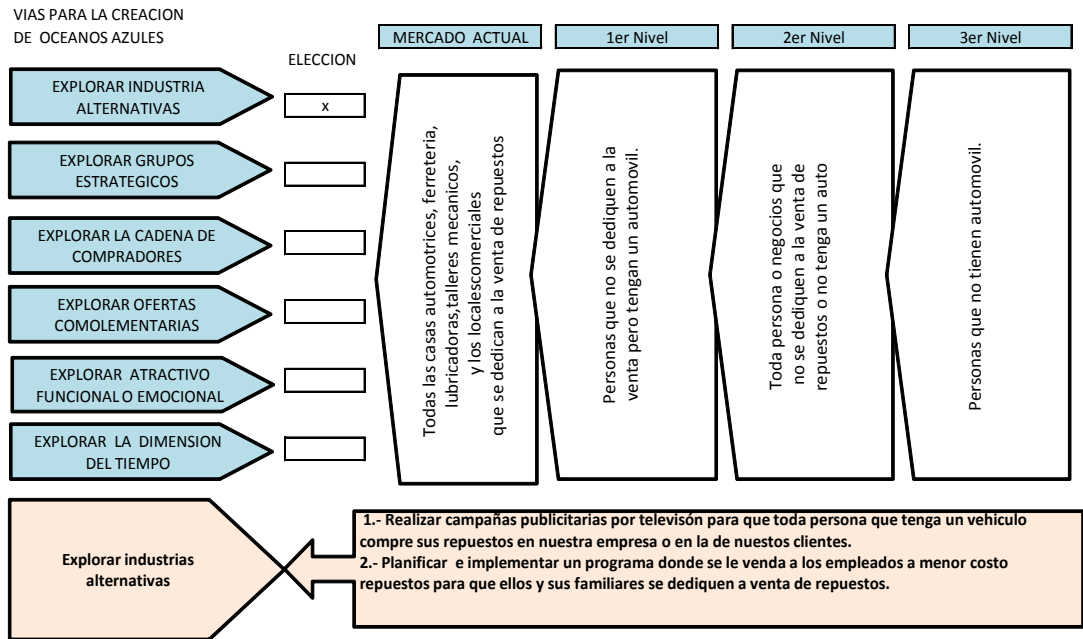 VIAS PARA LA CREACION
DE OCEANOS AZULES
ELECCION
MERCADO ACTUAL
1er Nivel
2er Nivel
3er Nivel
EXPLORAR INDUSTRIA
ALTERNATIVAS
x
EXPLORAR GRUPOS
ESTRATEGICOS
EXPLORAR LA CADENA DE
COMPRADORES
EXPLORAR OFERTAS
COMOLEMENTARIAS
EXPLORAR ATRACTIVO
FUNCIONAL O EMOCIONAL
EXPLORAR LA DIMENSION
DEL TIEMPO
Todas las casas automotrices, ferreteria,
lubricadoras,talleres mecanicos,
y los localescomerciales
que se dedican a la venta de repuestos
Personas que no se dediquen a la
venta pero tengan un automovil.
Toda persona o negocios que
no se dediquen a la venta de
repuestos o no tenga un auto
Personas que no tienen automovil.
Explorar industrias
alternativas
1.- Realizar campañas publicitarias por televisón para que toda persona que tenga un vehiculo
compre sus repuestos en nuestra empresa o en la de nuestos clientes.
2.- Planificar e implementar un programa donde se le venda a los empleados a menor costo
repuestos para que ellos y sus familiares se dediquen a venta de repuestos.